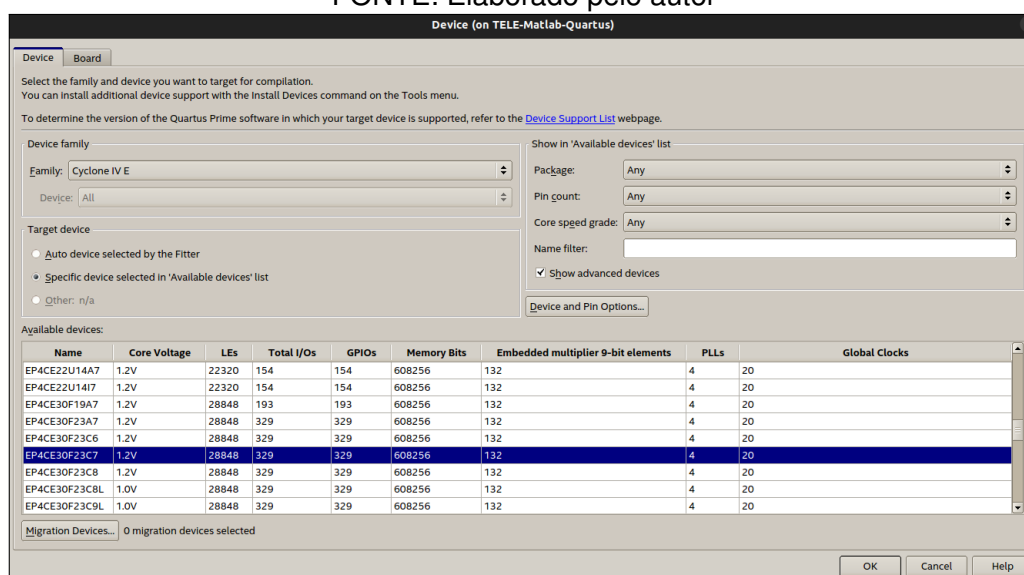 FONTE: Elaborado pelo autor
Device (on TELE-Matlab-Quartus)
Device Board
Select the family and device you want to target for compilation.
You can install additional device support with the Install Devices command on the Tools menu.
To determine the version of the Quartus Prime software in which your target device is supported, refer to the Device Support List webpage.
Device family
Family: Cyclone IV E
Device: All
Target device
Auto device selected by the Fitter
Specific device selected in 'Available devices' list
Other: n/a
Show in 'Available devices' list
Package: Any
Pin count: Any
Core speed grade: Any
Name filter:
Show advanced devices
Device and Pin Options...
Available devices:
Name Core Voltage LEs Total I/Os GPIOs Memory Bits Embedded multiplier 9-bit elements PLLs Global Clocks
EP4CE22U14A7 1.2V 22320 154 154 608256 132 4 20
EP4CE22U14I7 1.2V 22320 154 154 608256 132 4 20
EP4CE30F19A7 1.2V 28848 193 193 608256 132 4 20
EP4CE30F23A7 1.2V 28848 329 329 608256 132 4 20
EP4CE30F23C6 1.2V 28848 329 329 608256 132 4 20
EP4CE30F23C7 1.2V 28848 329 329 608256 132 4 20
EP4CE30F23C8 1.2V 28848 329 329 608256 132 4 20
EP4CE30F23C8L 1.0V 28848 329 329 608256 132 4 20
EP4CE30F23C9L 1.0V 28848 329 329 608256 132 4 20
Migration Devices... 0 migration devices selected
OK Cancel Help